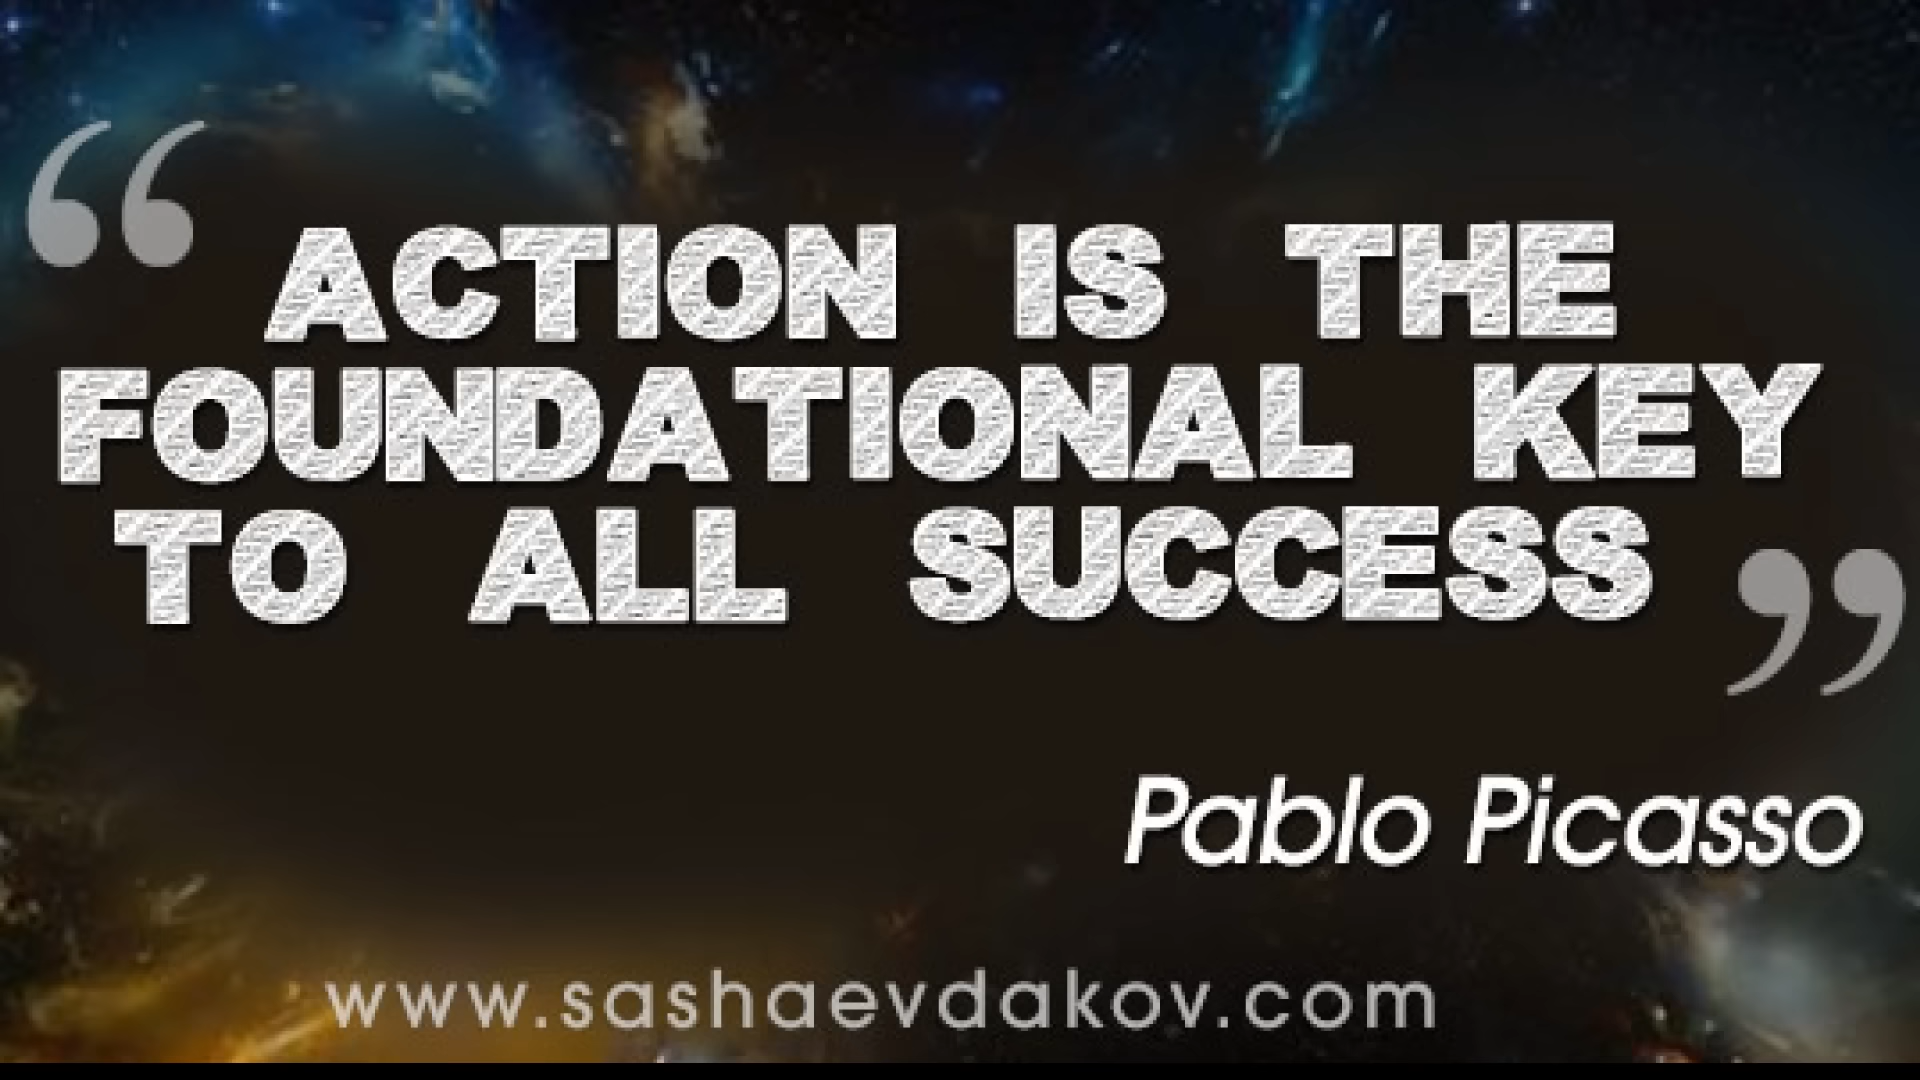 “ ACTION IS THE
FOUNDATIONAL KEY
TO ALL SUCCESS ”
Pablo Picasso
www.sashaevdakov.com